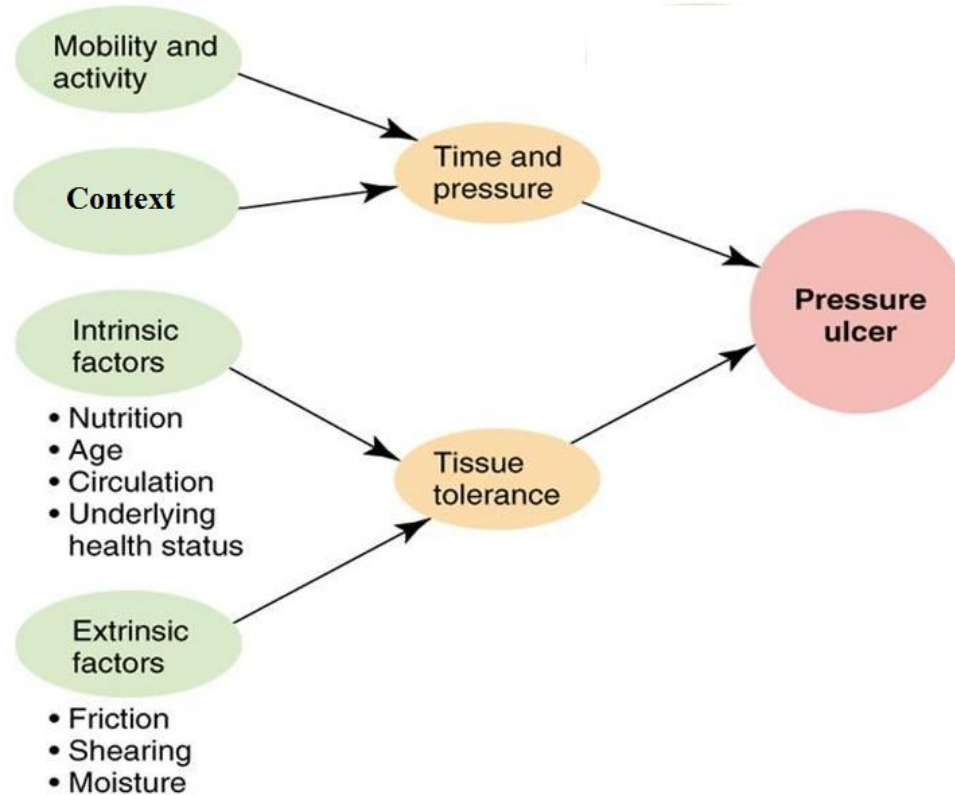 Mobility and
activity
Context
Time and
pressure
Intrinsic
factors
• Nutrition
• Age
• Circulation
• Underlying
health status
Tissue
tolerance
Extrinsic
factors
• Friction
• Shearing
• Moisture
Pressure
ulcer